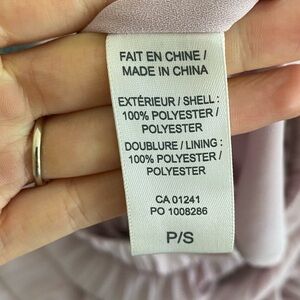 FAIT EN CHINE /
MADE IN CHINA
EXTÉRIEUR / SHELL :
100% POLYESTER /
POLYESTER
DOUBLURE / LINING :
100% POLYESTER /
POLYESTER
CA 01241
PO 1008286
P/S